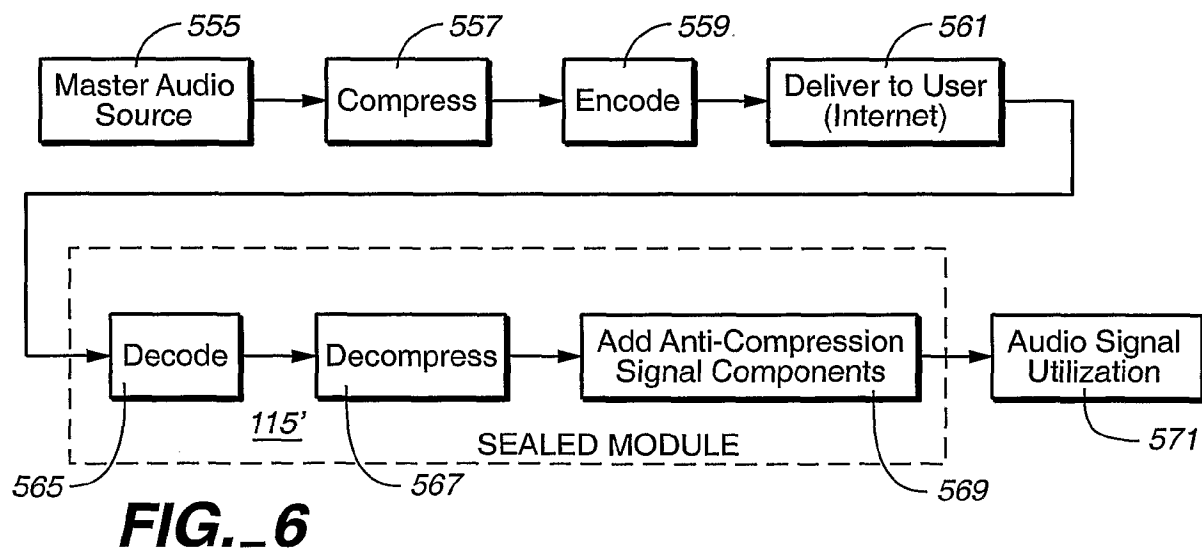 555
557
559
561
Master Audio
Source
Compress
Encode
Deliver to User
(Internet)
Decode
Decompress
Add Anti-Compression
Signal Components
Audio Signal
Utilization
115'
SEALED MODULE
565
567
569
571
FIG._6